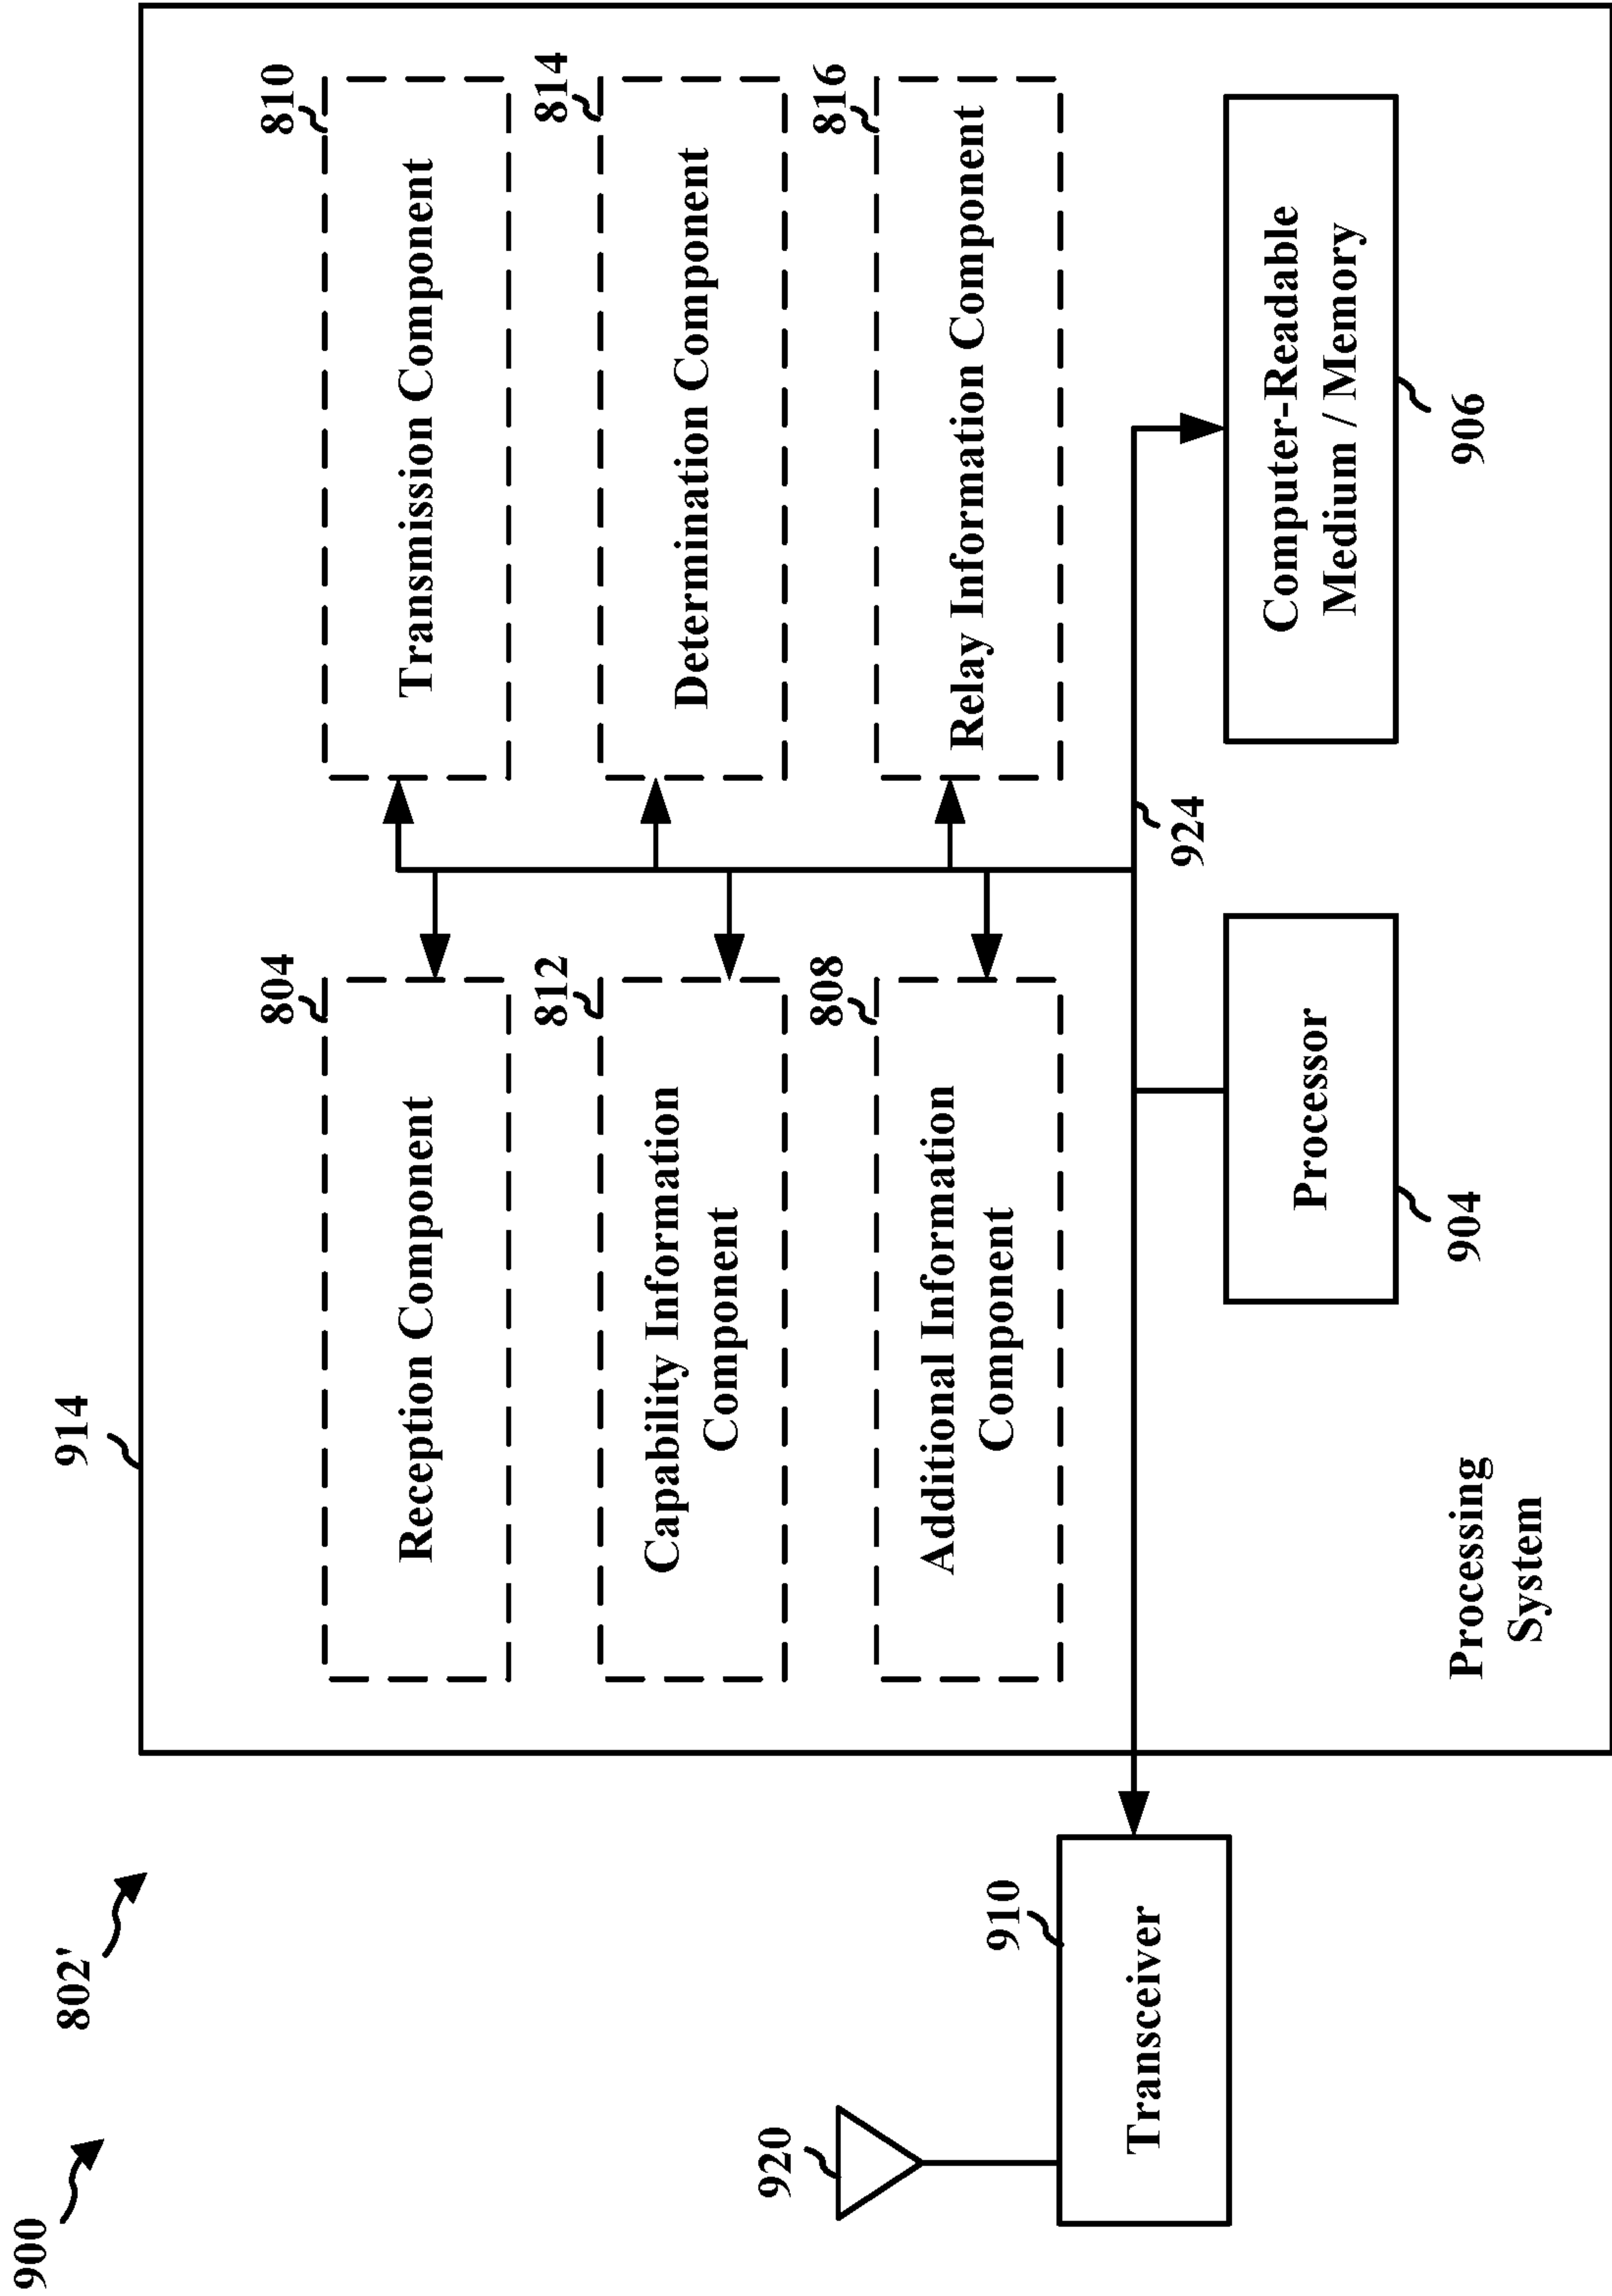 900
802'
914
804
Reception Component
810
Transmission Component
812
Capability Information
Component
814
Determination Component
808
Additional Information
Component
816
Relay Information Component
920
910
Transceiver
924
Processor
904
Computer-Readable
Medium / Memory
906
Processing
System